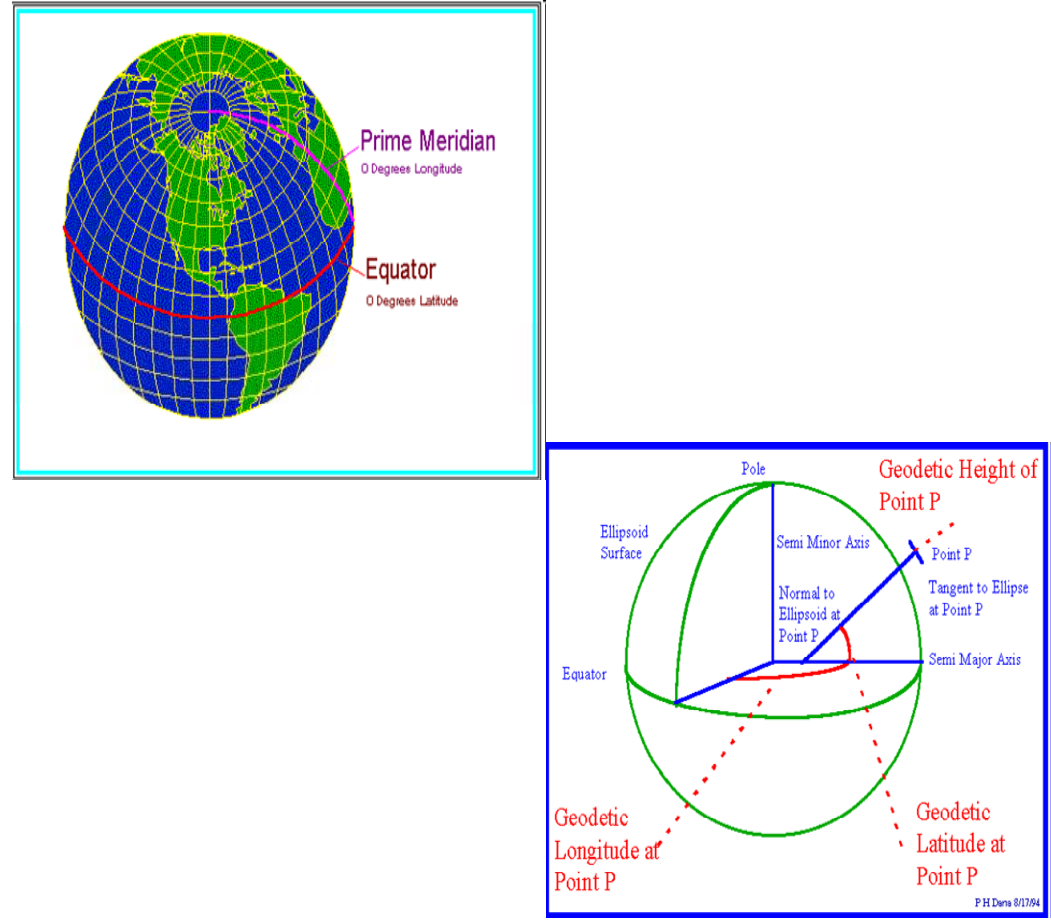 Prime Meridian
0 Degrees Longitude
Equator
0 Degrees Latitude
Pole
Geodetic Height of
Point P
Ellipsoid
Surface
Semi Minor Axis
Point P
Normal to
Ellipsoid at
Point P
Tangent to Ellipse
at Point P
Equator
Semi Major Axis
Geodetic
Longitude at
Point P
Geodetic
Latitude at
Point P
P H Dana 8/17/94